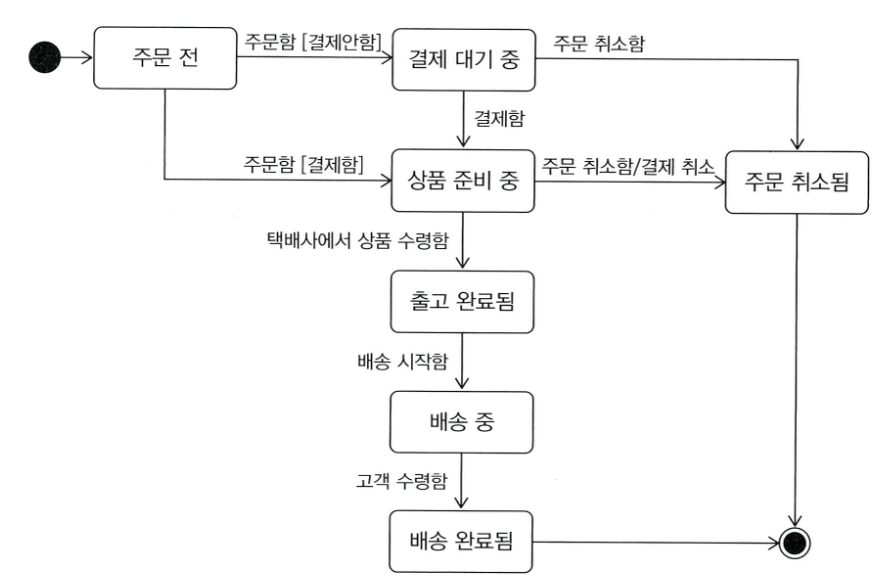 주문 전
주문함 [결제안함]
결제 대기 중
주문 취소함
결제함
주문함 [결제함]
상품 준비 중
주문 취소함/결제 취소
주문 취소됨
택배사에서 상품 수령함
출고 완료됨
배송 시작함
배송 중
고객 수령함
배송 완료됨